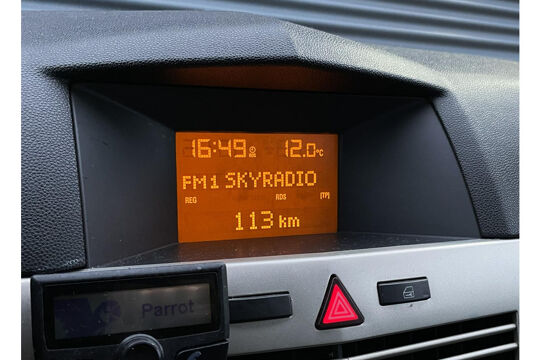 16:49 12.0°C
FM1 SKYRADIO
REG RDS [TP]
113 km
Parrot